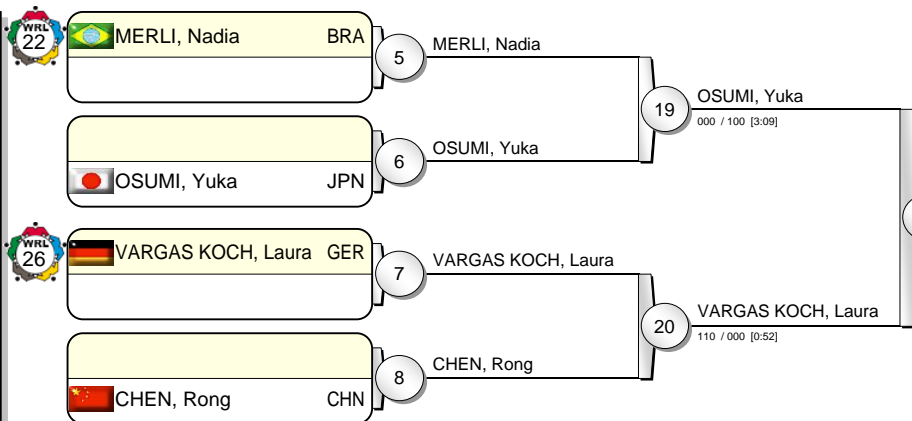 WRL
22
MERLI, Nadia BRA
5
MERLI, Nadia
19
OSUMI, Yuka
000 / 100 [3:09]
6
OSUMI, Yuka
OSUMI, Yuka JPN
WRL
26
VARGAS KOCH, Laura GER
7
VARGAS KOCH, Laura
20
VARGAS KOCH, Laura
110 / 000 [0:52]
8
CHEN, Rong
CHEN, Rong CHN